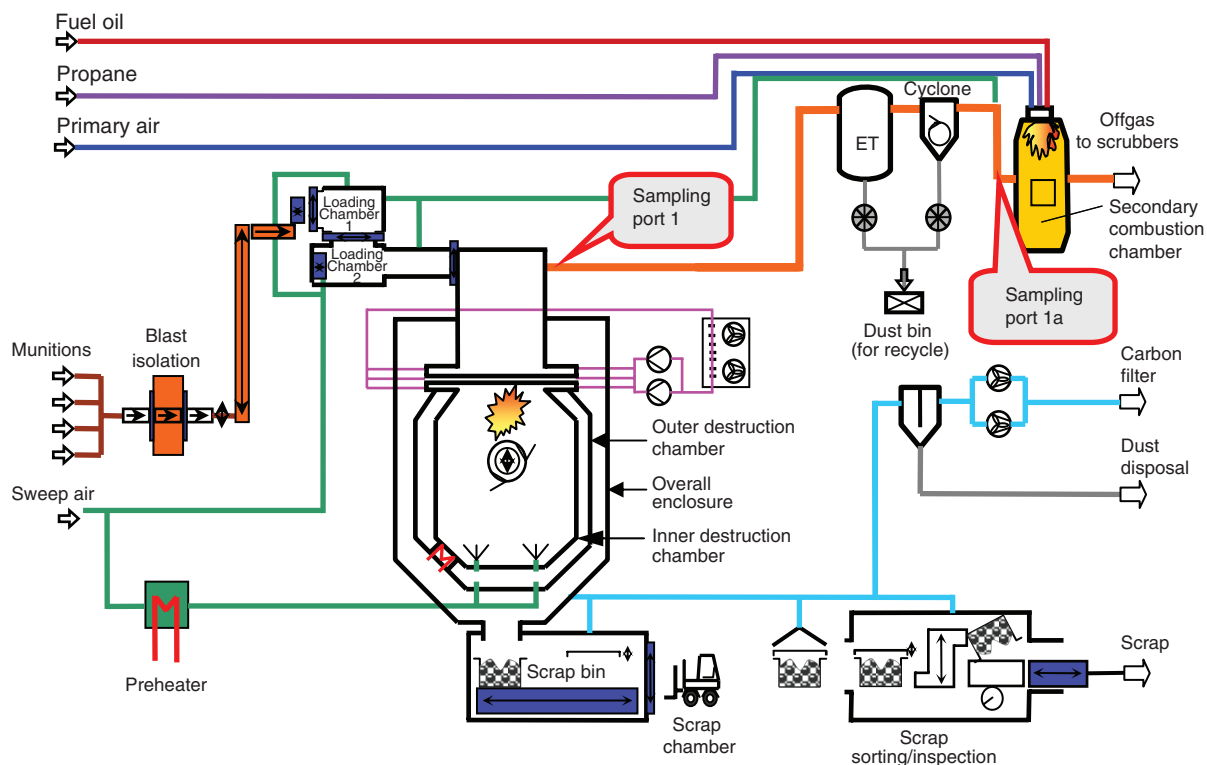 Fuel oil
Propane
Primary air
Cyclone
ET
Offgas
to scrubbers
Loading
Chamber
1
Loading
Chamber
2
Sampling
port 1
Secondary
combustion
chamber
Sampling
port 1a
Dust bin
(for recycle)
Blast
isolation
Munitions
Carbon
filter
Outer destruction
chamber
Dust
disposal
Sweep air
Overall
enclosure
Inner destruction
chamber
Preheater
Scrap bin
Scrap
Scrap
chamber
Scrap
sorting/inspection